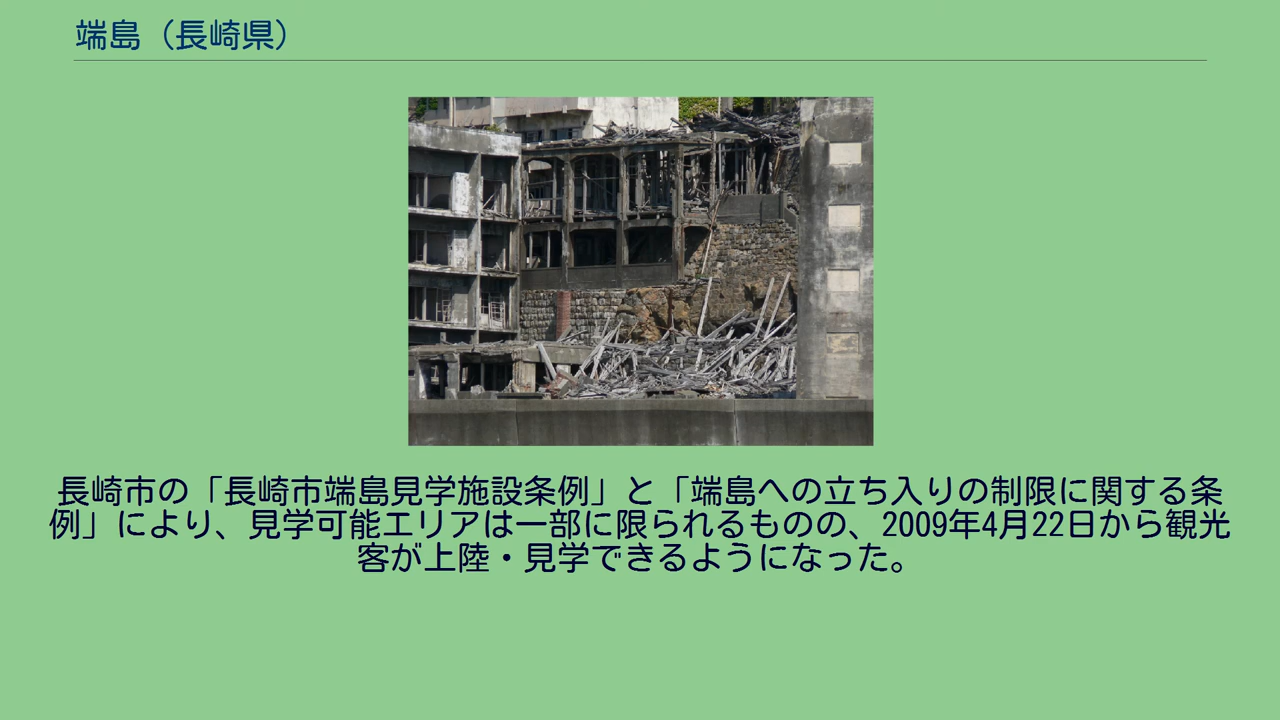 端島（長崎県）
長崎市の「長崎市端島見学施設条例」と「端島への立ち入りの制限に関する条
例」により、見学可能エリアは一部に限られるものの、2009年4月22日から観光
客が上陸・見学できるようになった。